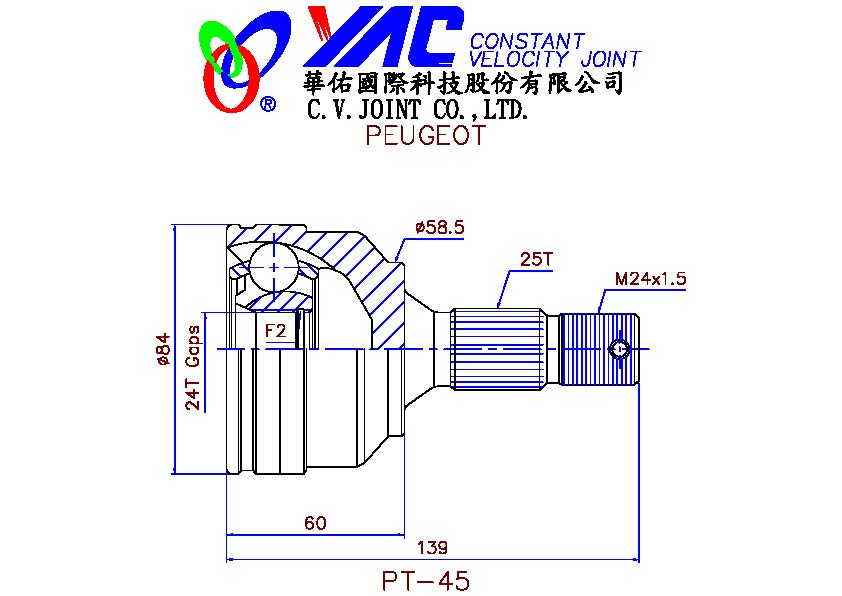 YAC CONSTANT
VELOCITY JOINT
®
華佑國際科技股份有限公司
C.V.JOINT CO.,LTD.
PEUGEOT
ø58.5
25T
M24x1.5
F2
ø84
24T Gaps
60
139
PT-45